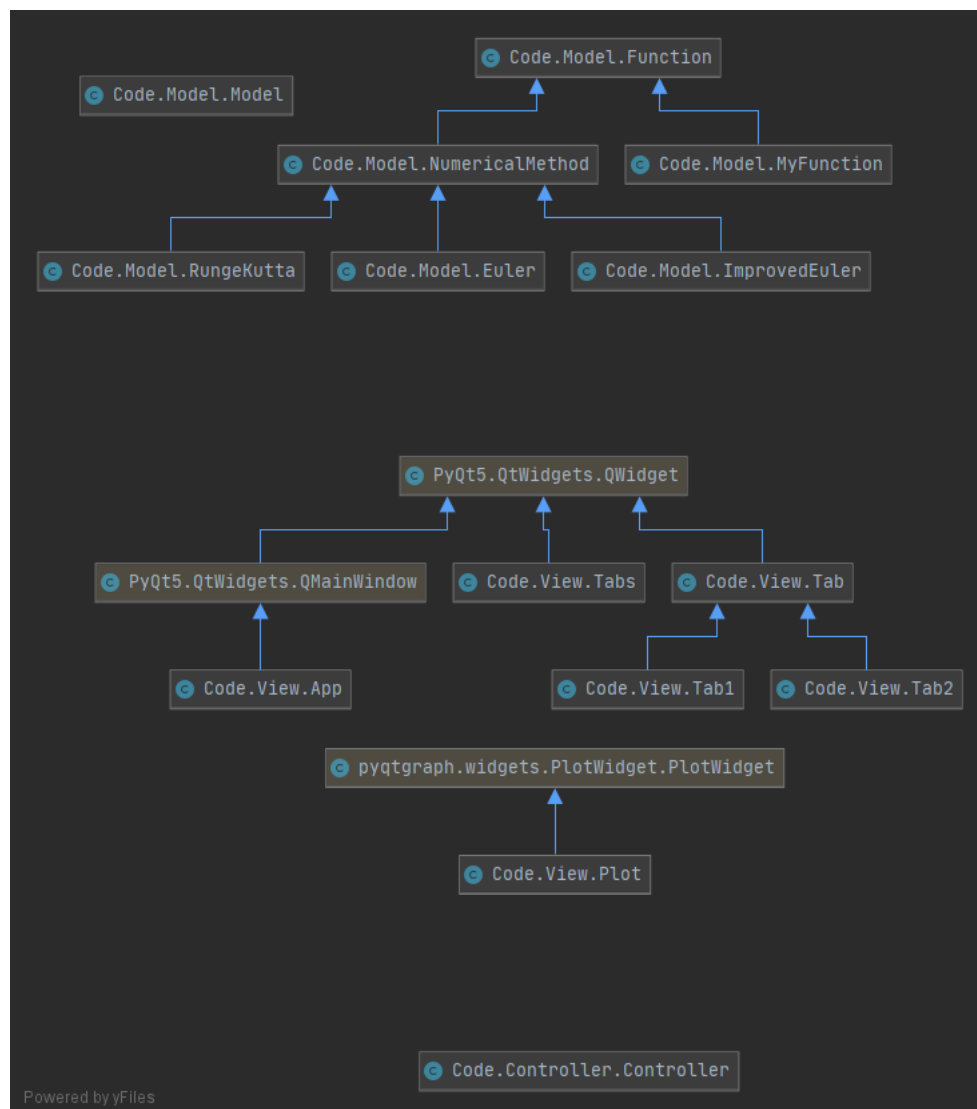 Code.Model.Function
Code.Model.Model
Code.Model.NumericalMethod
Code.Model.MyFunction
Code.Model.RungeKutta
Code.Model.Euler
Code.Model.ImprovedEuler
PyQt5.QtWidgets.QWidget
PyQt5.QtWidgets.QMainWindow
Code.View.Tabs
Code.View.Tab
Code.View.App
Code.View.Tab1
Code.View.Tab2
pyqtgraph.widgets.PlotWidget.PlotWidget
Code.View.Plot
Code.Controller.Controller
Powered by yFiles